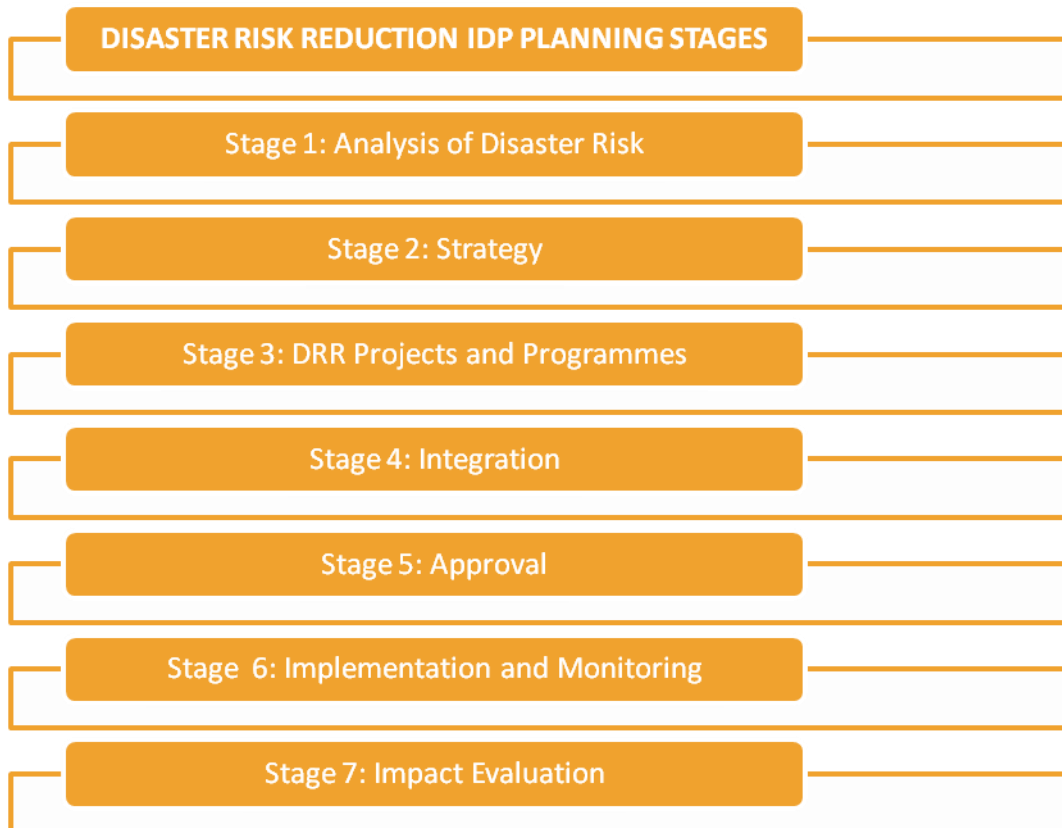 DISASTER RISK REDUCTION IDP PLANNING STAGES
Stage 1: Analysis of Disaster Risk
Stage 2: Strategy
Stage 3: DRR Projects and Programmes
Stage 4: Integration
Stage 5: Approval
Stage 6: Implementation and Monitoring
Stage 7: Impact Evaluation